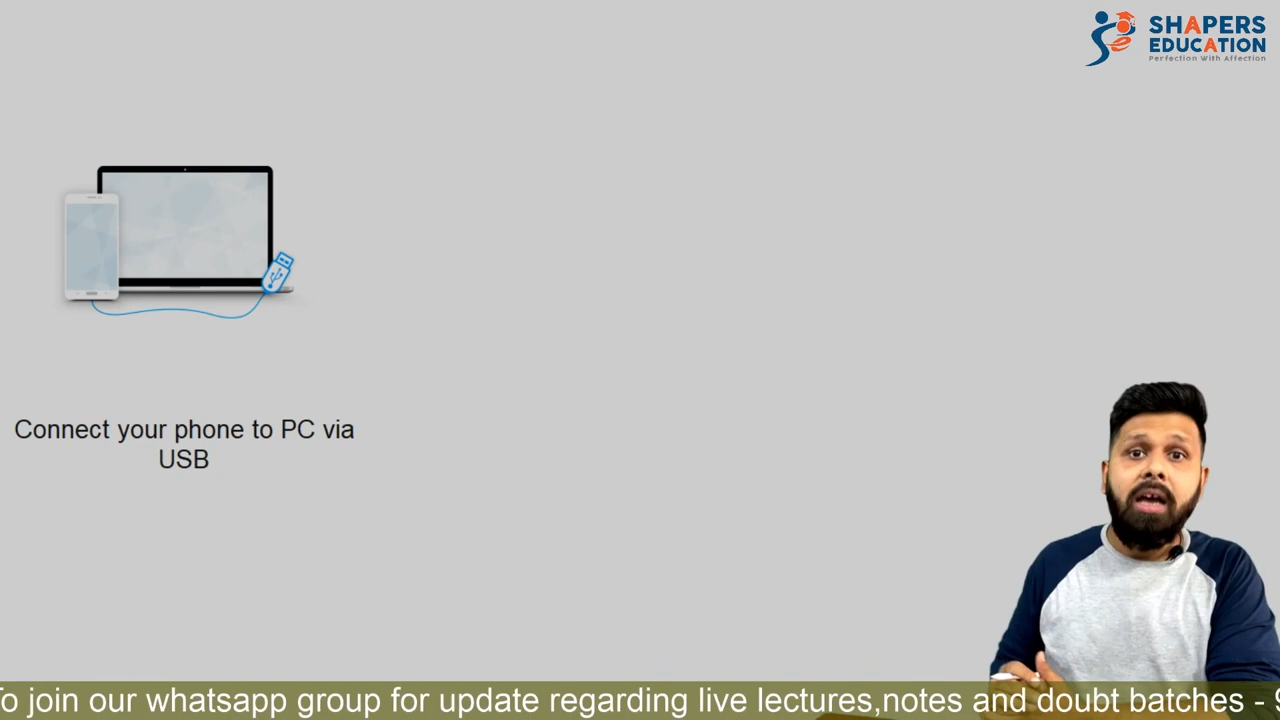 SHAPERS
EDUCATION
Perfection With Affection
Connect your phone to PC via
USB
To join our whatsapp group for update regarding live lectures,notes and doubt batches -